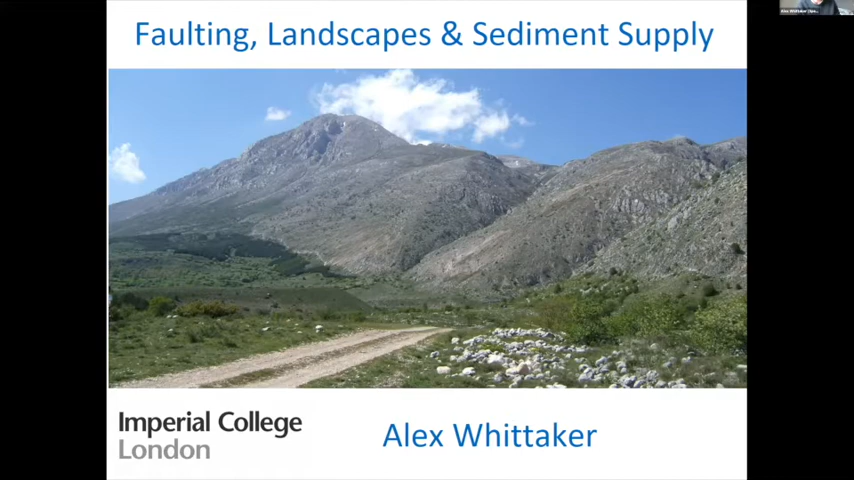 Faulting, Landscapes & Sediment Supply
Imperial College
London
Alex Whittaker